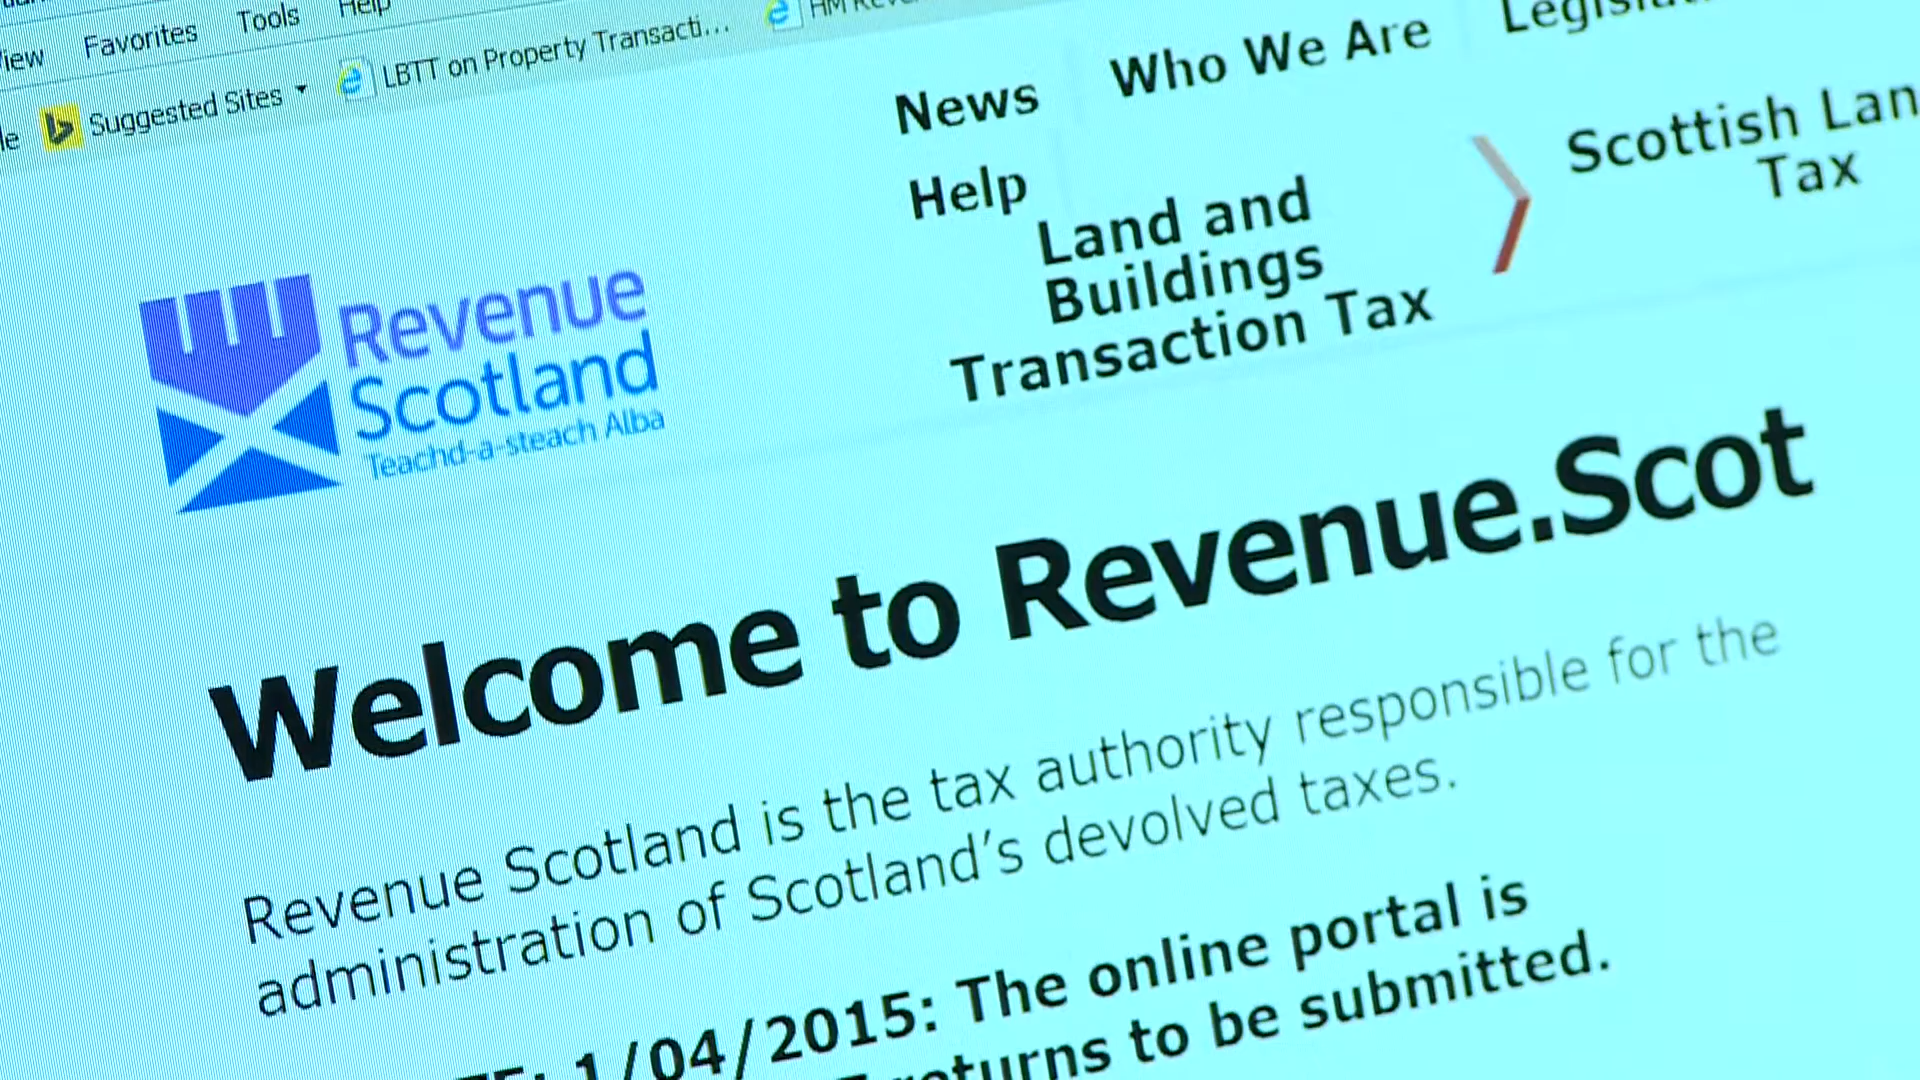 Favorites Tools Help
Suggested Sites LBTT on Property Transacti...
News Who We Are
Help
Land and
Buildings
Transaction Tax
Scottish
Tax
Revenue
Scotland
Teachd-a-steach Alba
Welcome to Revenue.Scot
Revenue Scotland is the tax authority responsible for the
administration of Scotland's devolved taxes.
1/04/2015: The online portal is
to be submitted.